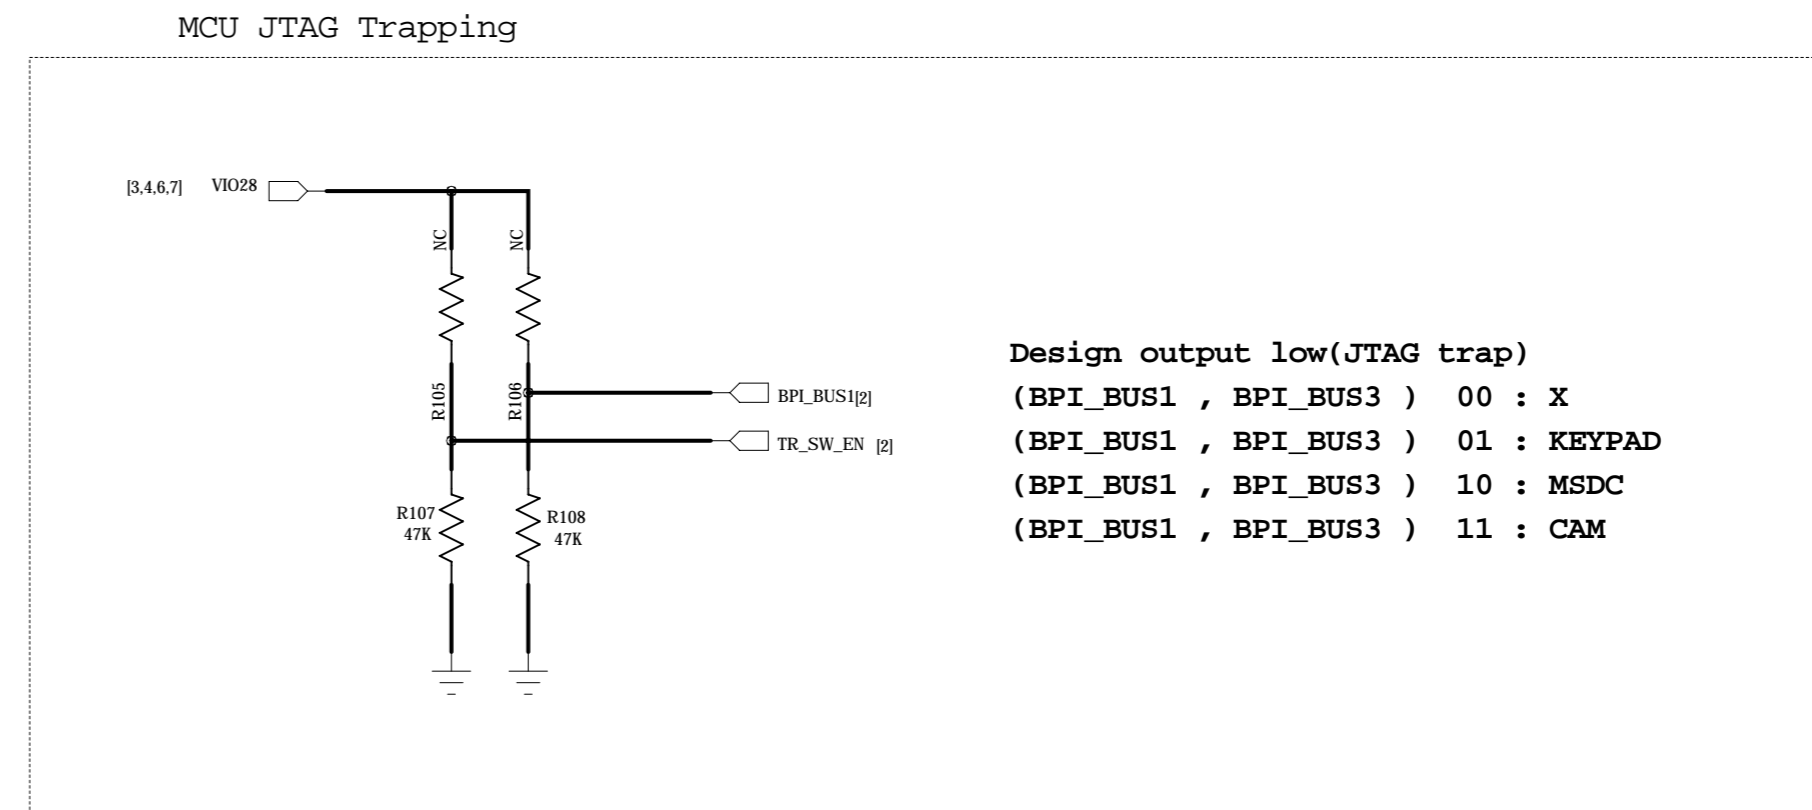 MCU JTAG Trapping
[3,4,6,7] VIO28
NC NC
R105 R106
BPI_BUS1[2]
TR_SW_EN [2]
R107
47K
R108
47K
Design output low(JTAG trap)
(BPI_BUS1 , BPI_BUS3 ) 00 : X
(BPI_BUS1 , BPI_BUS3 ) 01 : KEYPAD
(BPI_BUS1 , BPI_BUS3 ) 10 : MSDC
(BPI_BUS1 , BPI_BUS3 ) 11 : CAM